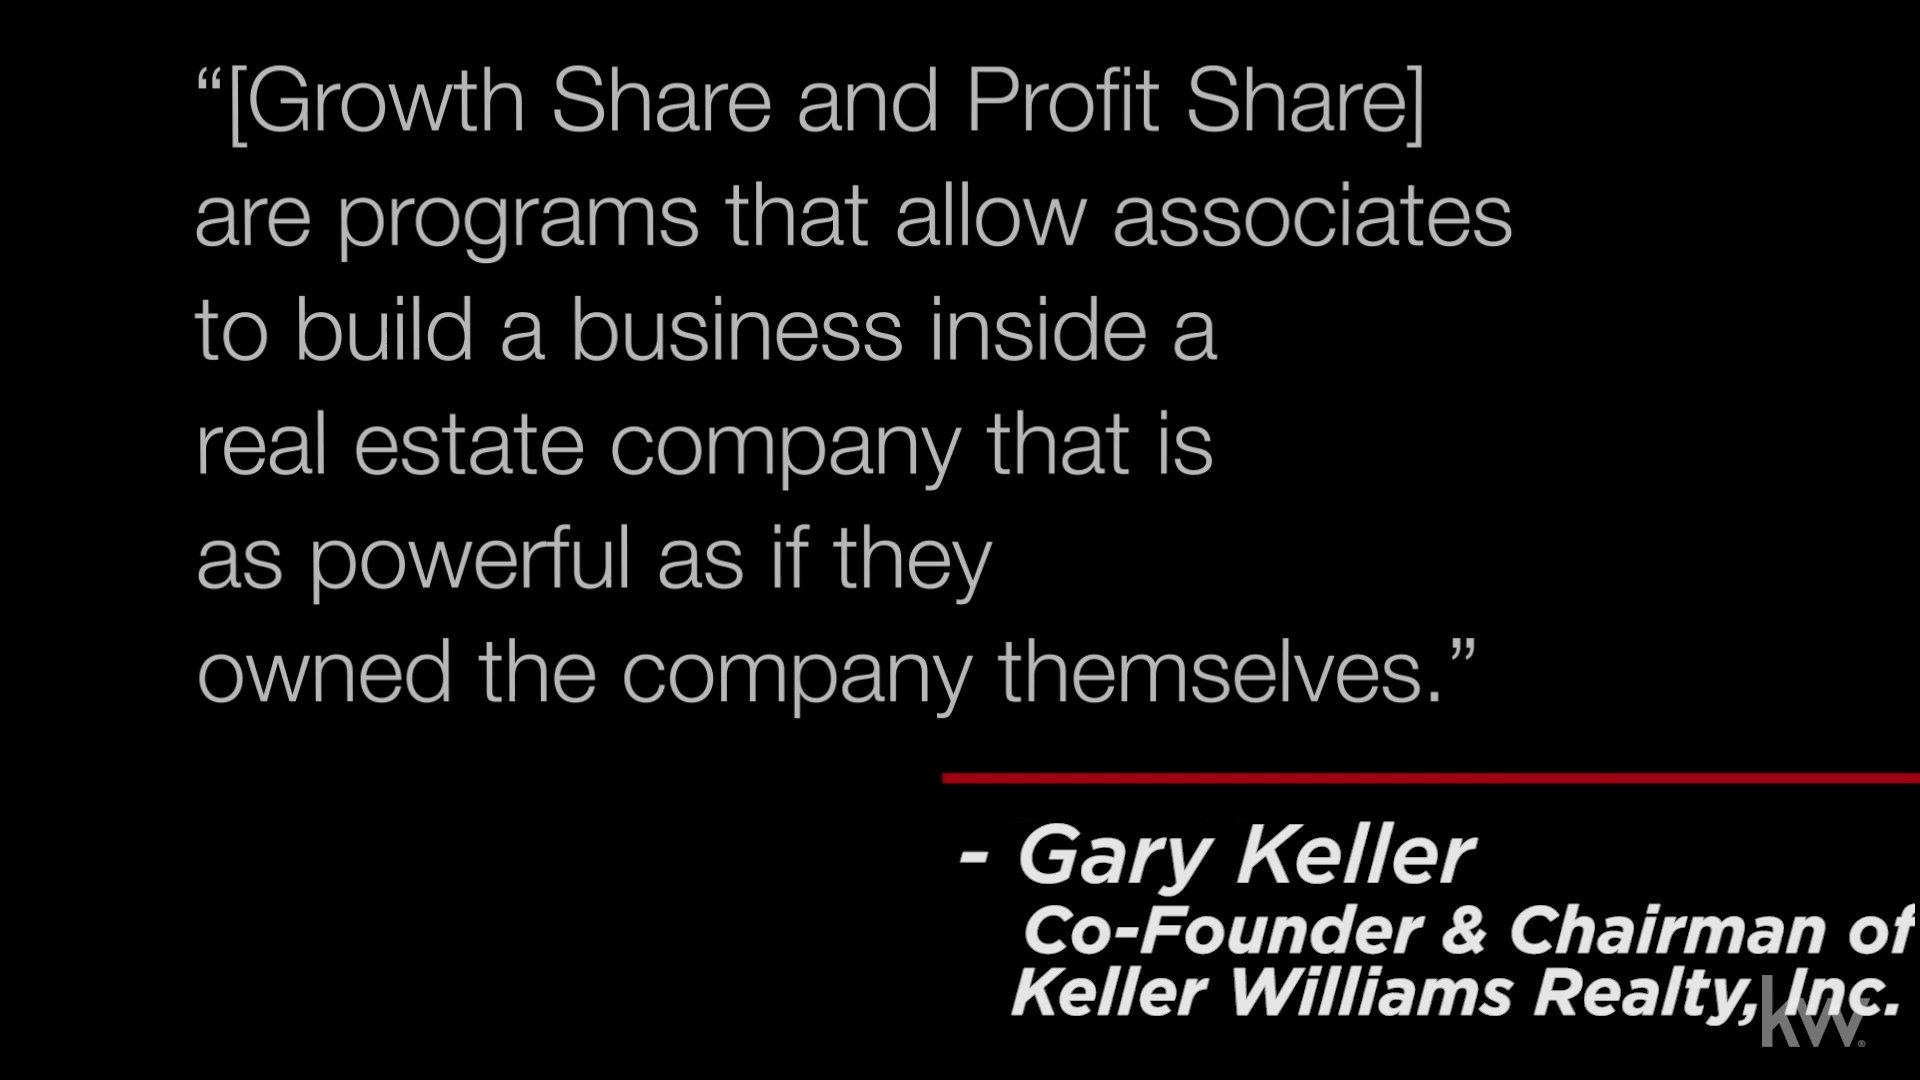 “[Growth Share and Profit Share]
are programs that allow associates
to build a business inside a
real estate company that is
as powerful as if they
owned the company themselves.”
- Gary Keller
Co-Founder & Chairman of
Keller Williams Realty, Inc.
kw®